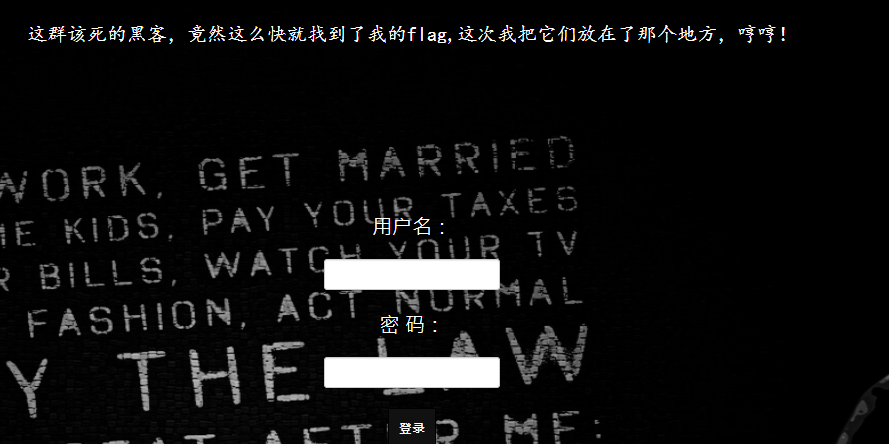 这群该死的黑客，竟然这么快就找到了我的flag,这次我把它们放在了那个地方，哼哼！
WORK, GET MARRIED
HE KIDS, PAY YOUR TAXES
用户名：
R BILLS, WATCH YOUR TV
FASHION, ACT NORMAL
密 码：
Y THE LAW
AFTER ME:
登录